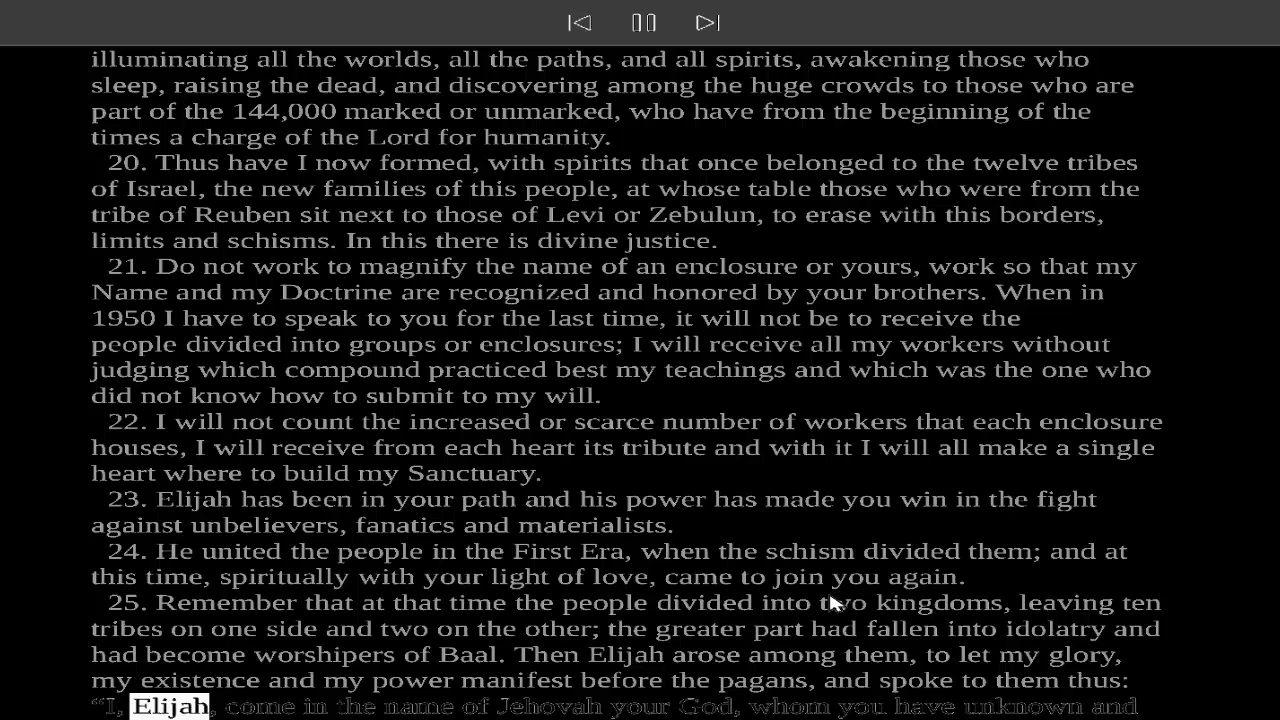 illuminating all the worlds, all the paths, and all spirits, awakening those who
sleep, raising the dead, and discovering among the huge crowds to those who are
part of the 144,000 marked or unmarked, who have from the beginning of the
times a charge of the Lord for humanity.
20. Thus have I now formed, with spirits that once belonged to the twelve tribes
of Israel, the new families of this people, at whose table those who were from the
tribe of Reuben sit next to those of Levi or Zebulun, to erase with this borders,
limits and schisms. In this there is divine justice.
21. Do not work to magnify the name of an enclosure or yours, work so that my
Name and my Doctrine are recognized and honored by your brothers. When in
1950 I have to speak to you for the last time, it will not be to receive the
people divided into groups or enclosures; I will receive all my workers without
judging which compound practiced best my teachings and which was the one who
did not know how to submit to my will.
22. I will not count the increased or scarce number of workers that each enclosure
houses, I will receive from each heart its tribute and with it I will all make a single
heart where to build my Sanctuary.
23. Elijah has been in your path and his power has made you win in the fight
against unbelievers, fanatics and materialists.
24. He united the people in the First Era, when the schism divided them; and at
this time, spiritually with your light of love, came to join you again.
25. Remember that at that time the people divided into two kingdoms, leaving ten
tribes on one side and two on the other; the greater part had fallen into idolatry and
had become worshipers of Baal. Then Elijah arose among them, to let my glory,
my existence and my power manifest before the pagans, and spoke to them thus:
“I, Elijah, come in the name of Jehovah your God, whom you have unknown and